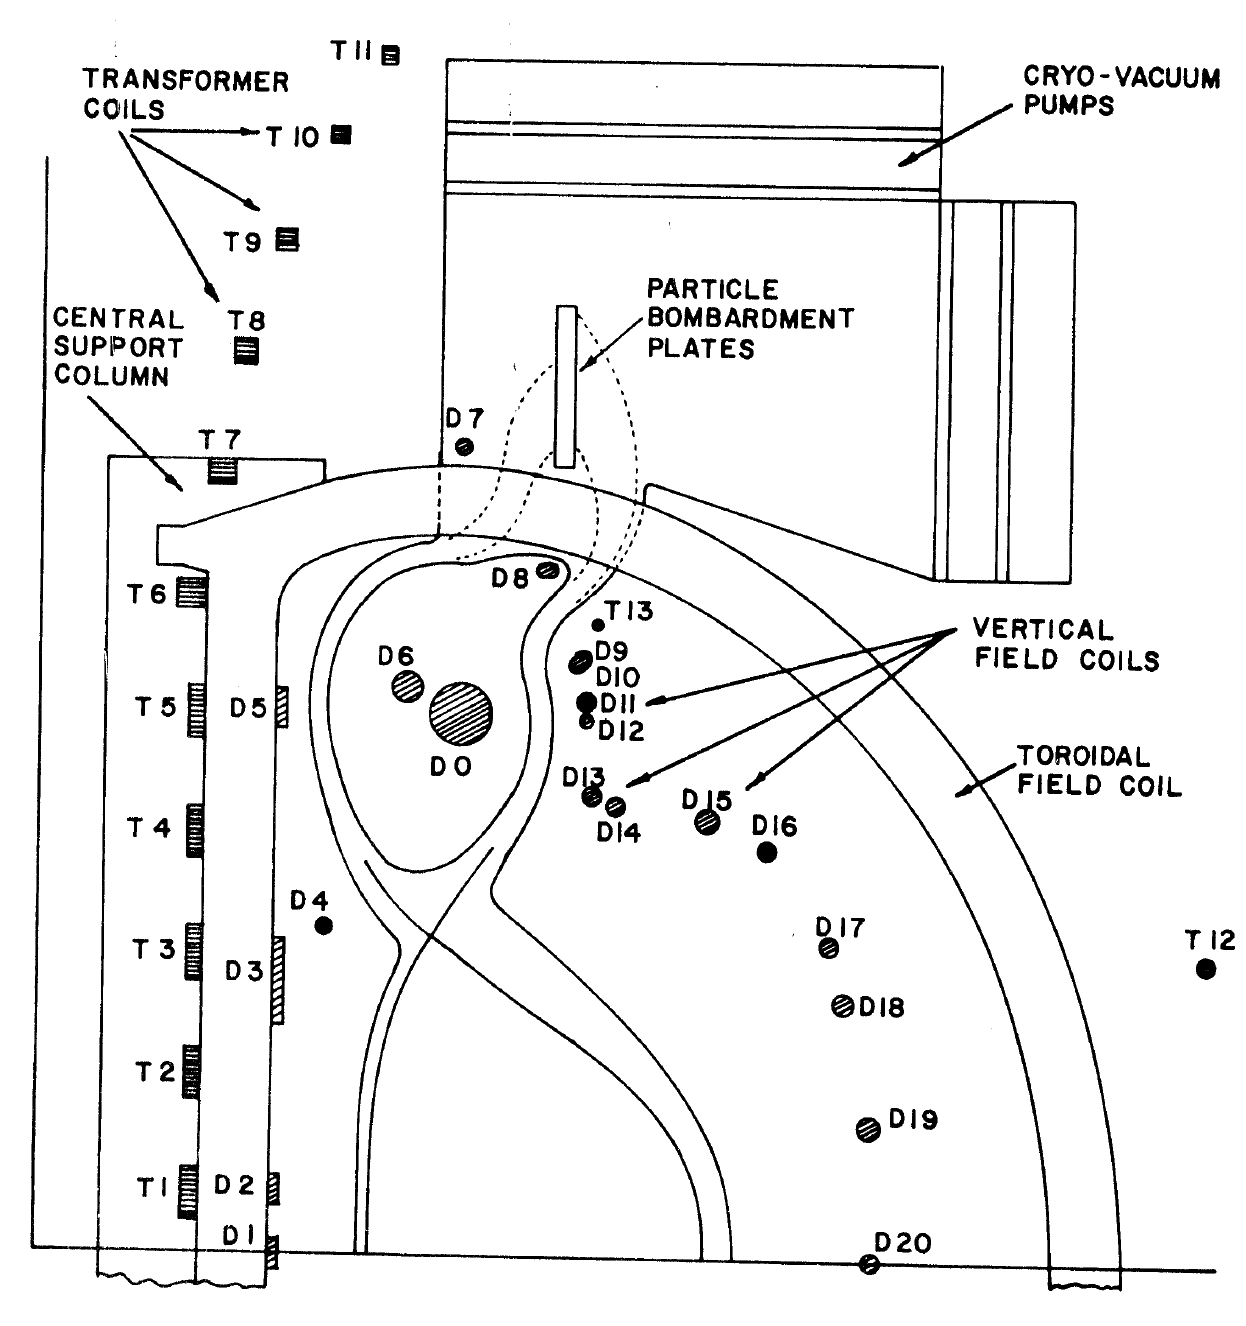 T11
TRANSFORMER
COILS
CRYO-VACUUM
PUMPS
T10
T9
PARTICLE
BOMBARDMENT
PLATES
CENTRAL
SUPPORT
COLUMN
T8
D7
T7
D8
T6
T13
VERTICAL
FIELD COILS
D6
D9
D10
T5
D5
D11
D12
D0
TOROIDAL
FIELD COIL
D13
D14
D15
D16
T4
D4
D17
T12
T3
D3
D18
T2
D19
T1
D2
D1
D20